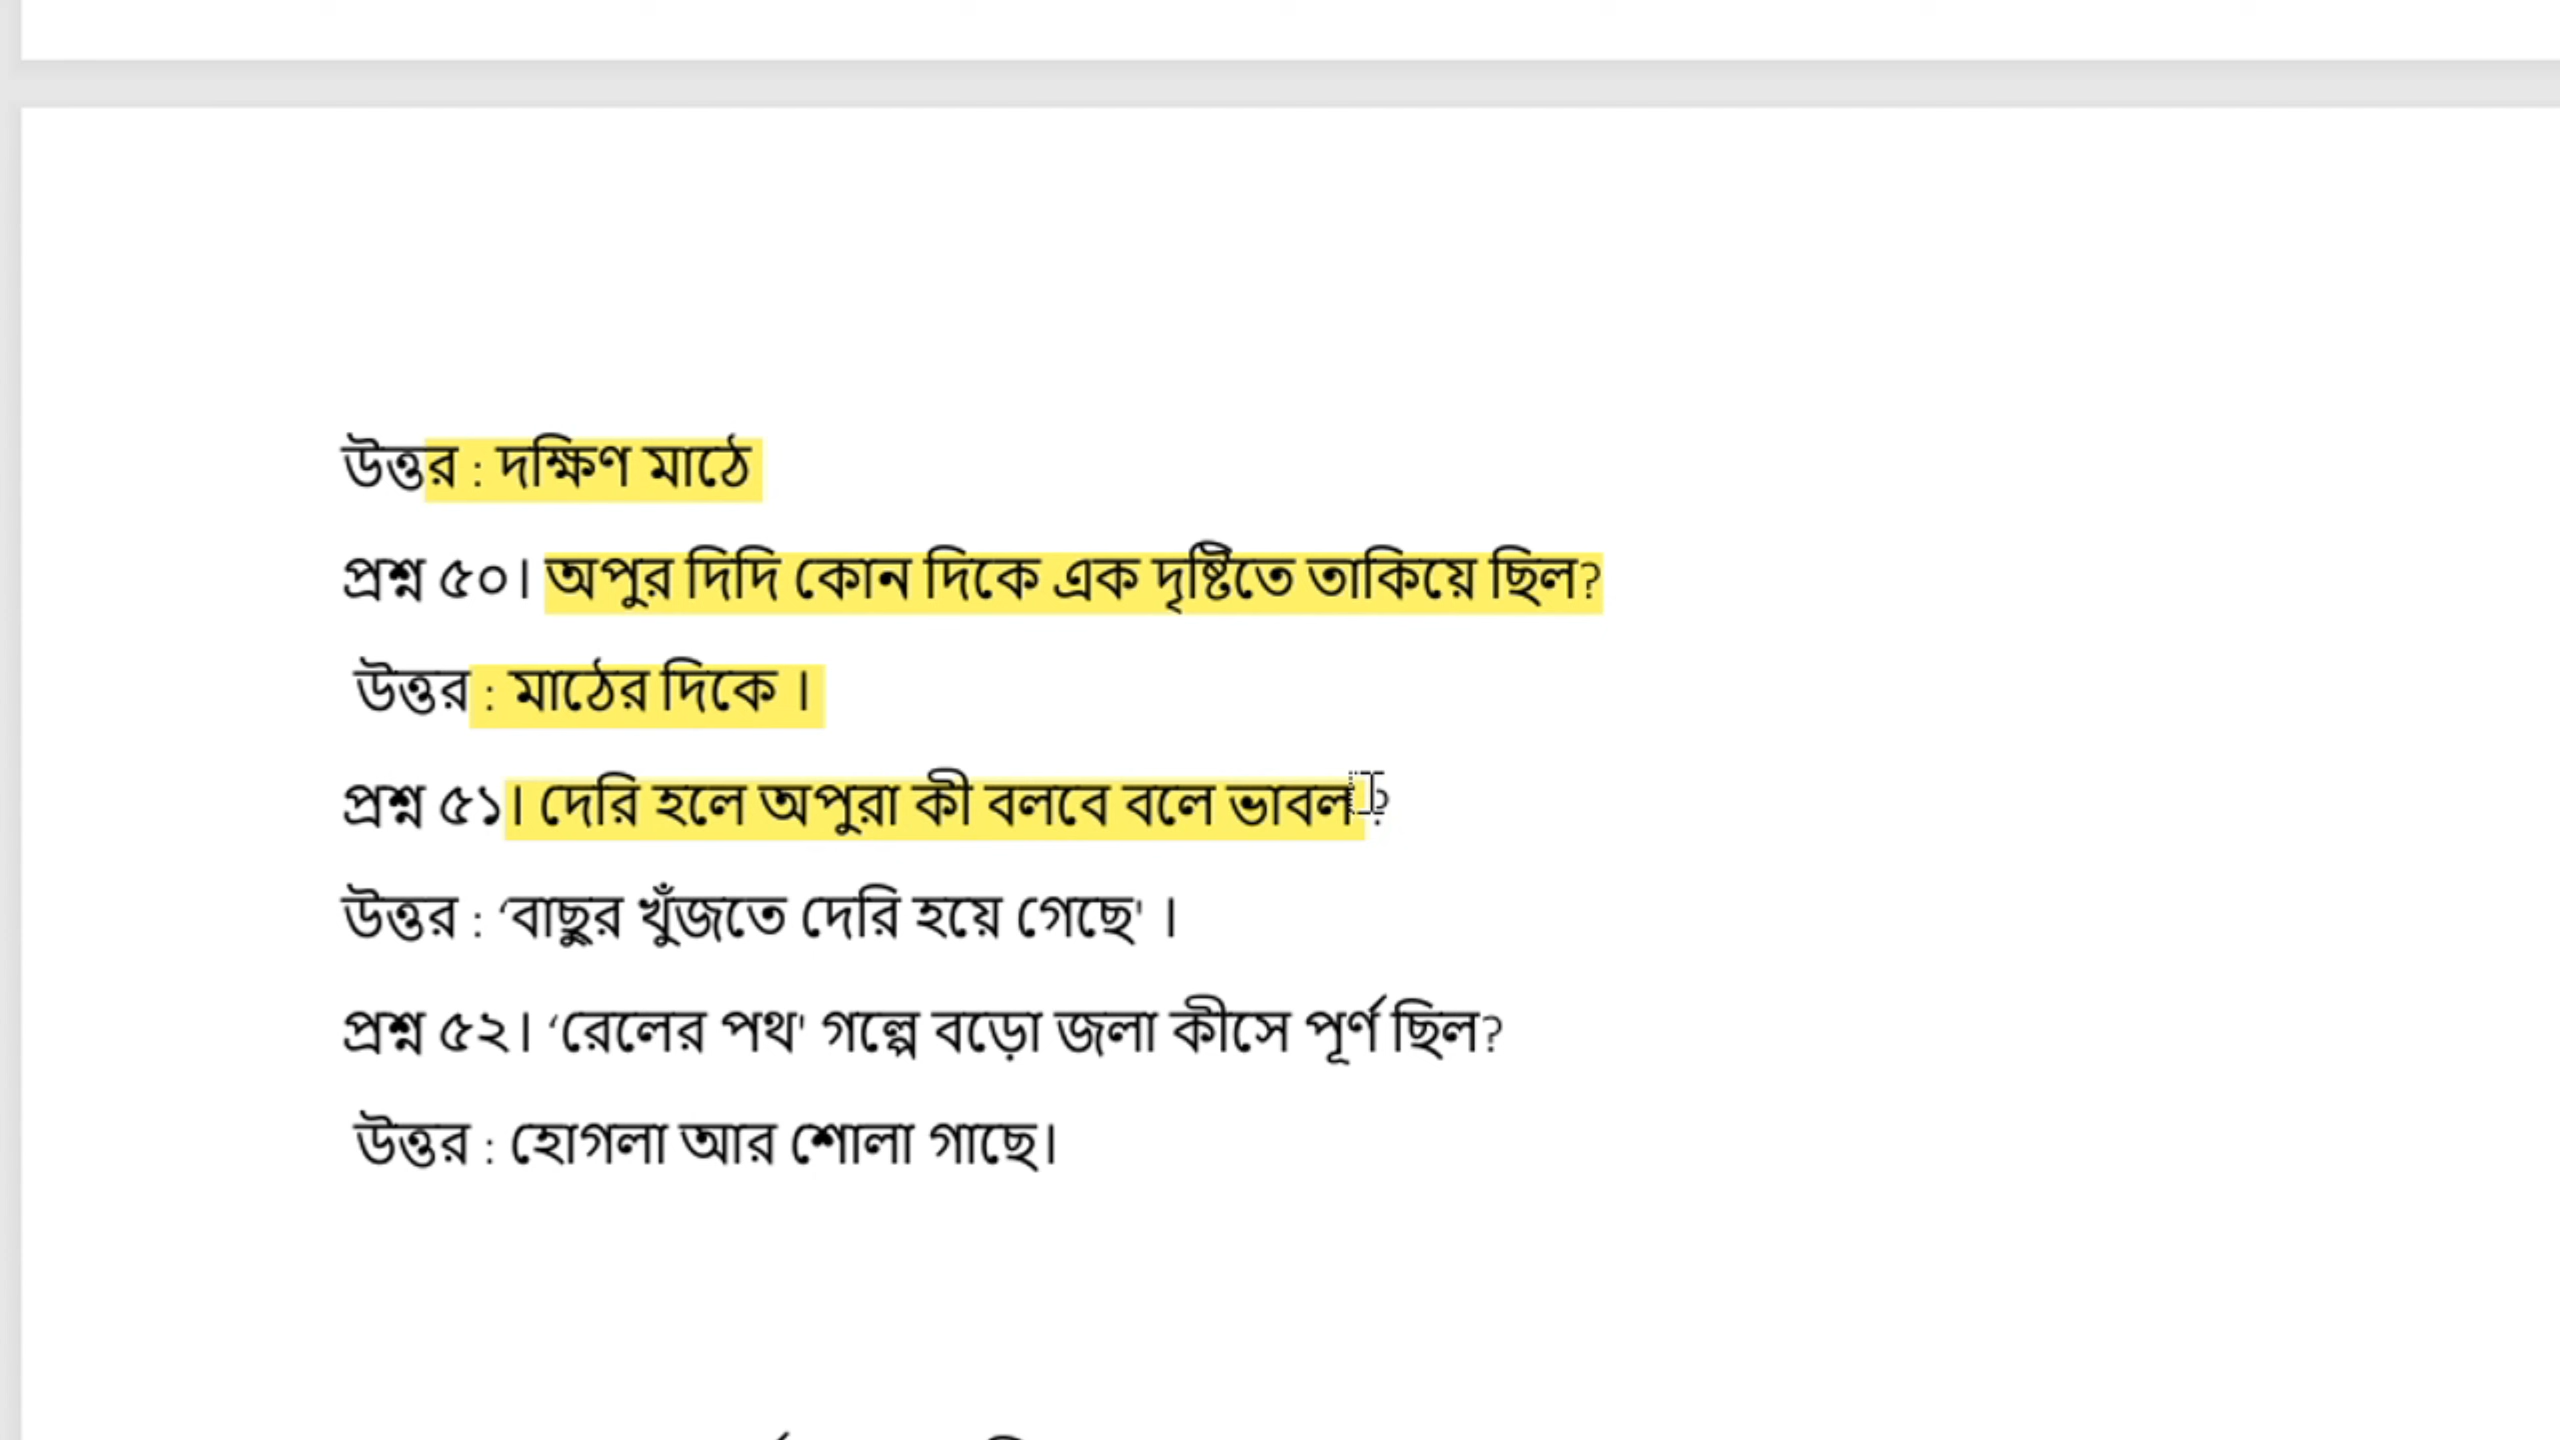 উত্তর : দক্ষিণ মাঠে
প্রশ্ন ৫০। অপুর দিদি কোন দিকে এক দৃষ্টিতে তাকিয়ে ছিল?
উত্তর : মাঠের দিকে ।
প্রশ্ন ৫১। দেরি হলে অপুরা কী বলবে বলে ভাবল ?
উত্তর : ‘বাছুর খুঁজতে দেরি হয়ে গেছে' ।
প্রশ্ন ৫২। ‘রেলের পথ' গল্পে বড়ো জলা কীসে পূর্ণ ছিল?
উত্তর : হোগলা আর শোলা গাছে।